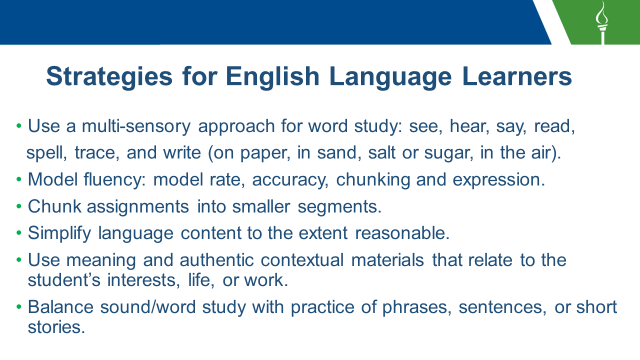 Strategies for English Language Learners
• Use a multi-sensory approach for word study: see, hear, say, read,
spell, trace, and write (on paper, in sand, salt or sugar, in the air).
• Model fluency: model rate, accuracy, chunking and expression.
• Chunk assignments into smaller segments.
• Simplify language content to the extent reasonable.
• Use meaning and authentic contextual materials that relate to the
student’s interests, life, or work.
• Balance sound/word study with practice of phrases, sentences, or short
stories.